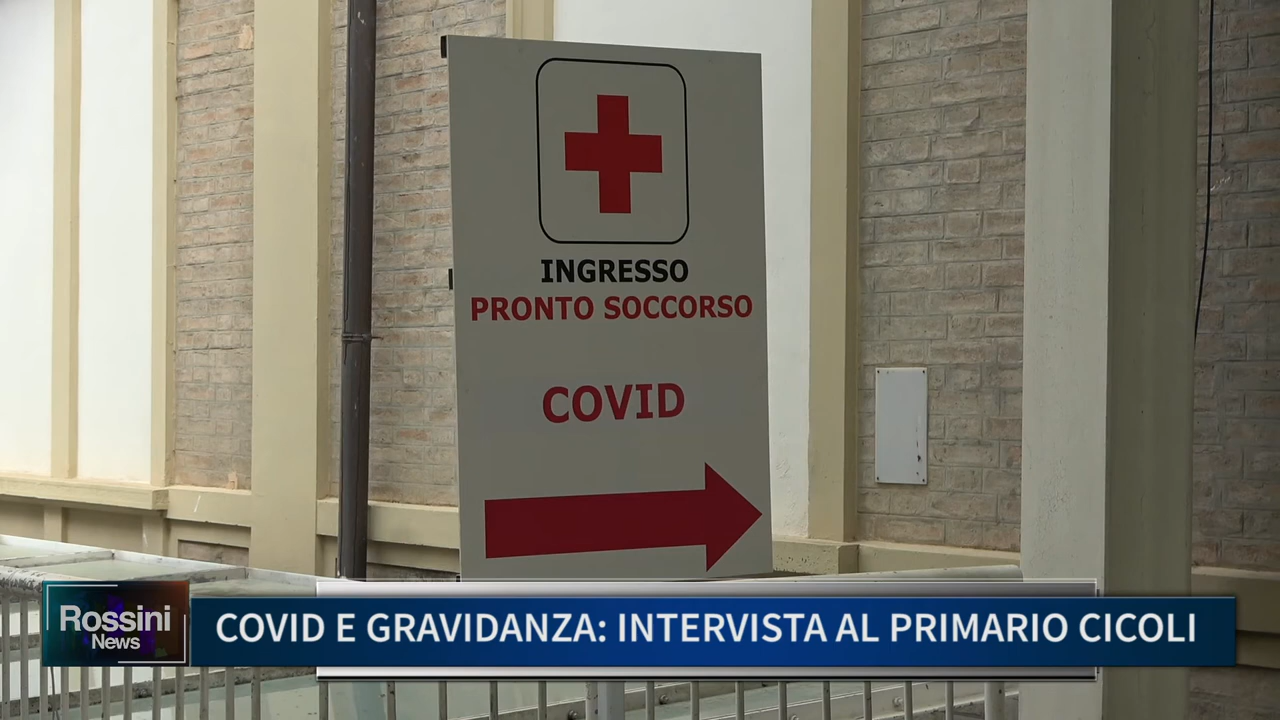 INGRESSO
PRONTO SOCCORSO
COVID
Rossini
News
COVID E GRAVIDANZA: INTERVISTA AL PRIMARIO CICOLI